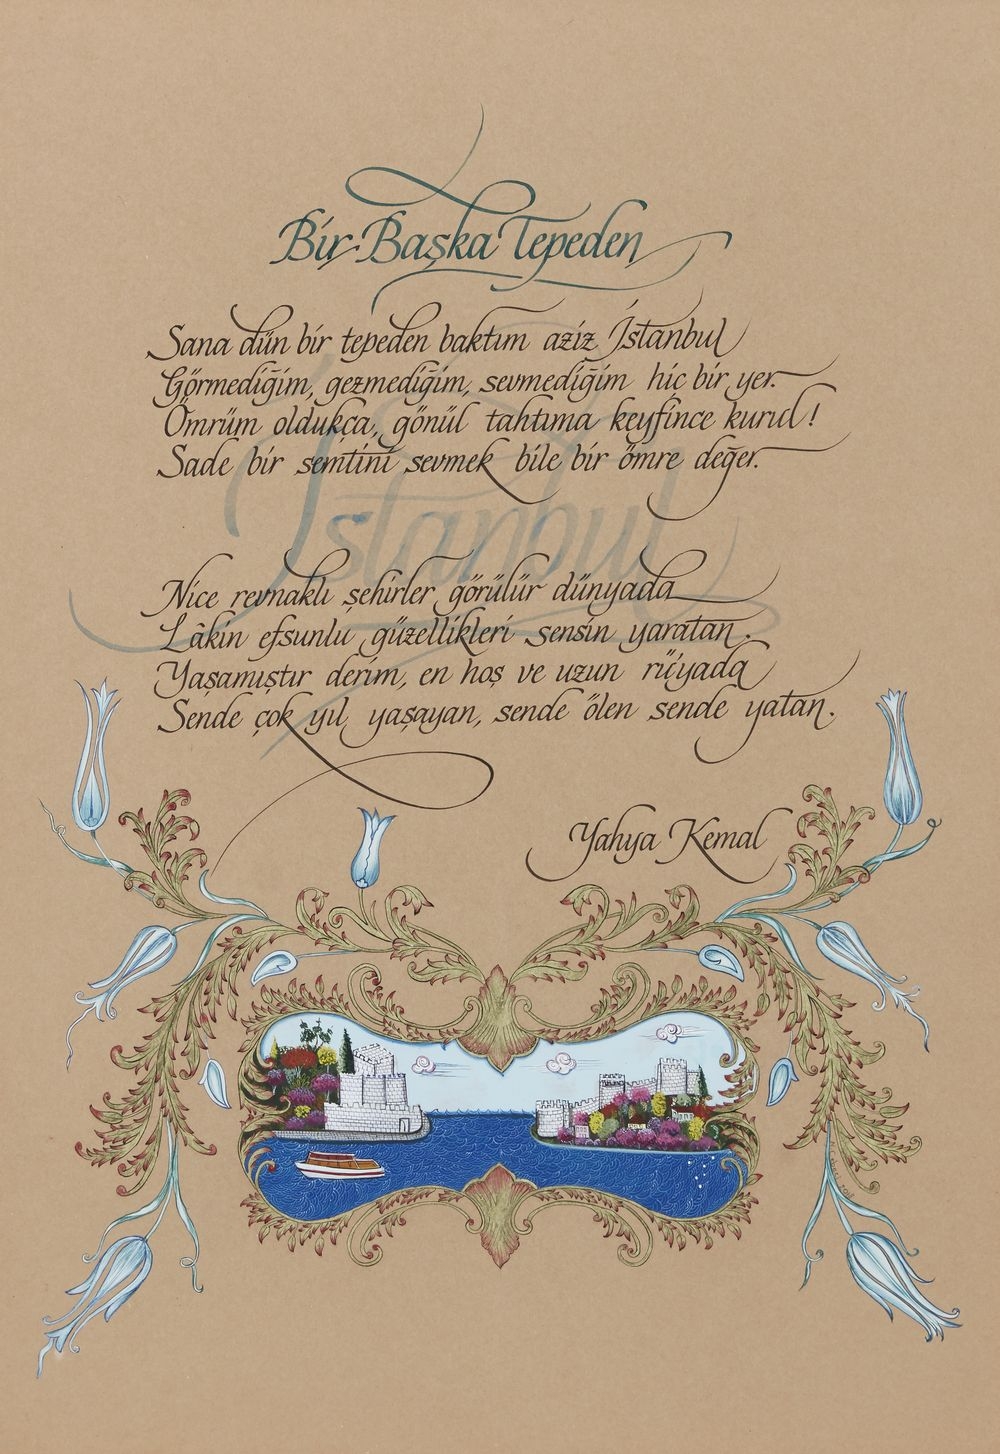 Bir Başka Tepeden
Sana dün bir tepeden baktım aziz İstanbul
Görmediğim, gezmediğim, sevmediğim hic bir yer.
Ömrüm oldukça, gönül tahtıma keyfince kurul!
Sade bir semtini sevmek bile bir ömre değer.
İstanbul
Nice revnaklı şehirler görülür dünyada
Lâkin efsunlu güzellikleri sensin yaratan.
Yaşamıştır derim, en hoş ve uzun rüyada
Sende çok yıl yaşayan, sende ölen sende yatan.
Yahya Kemal